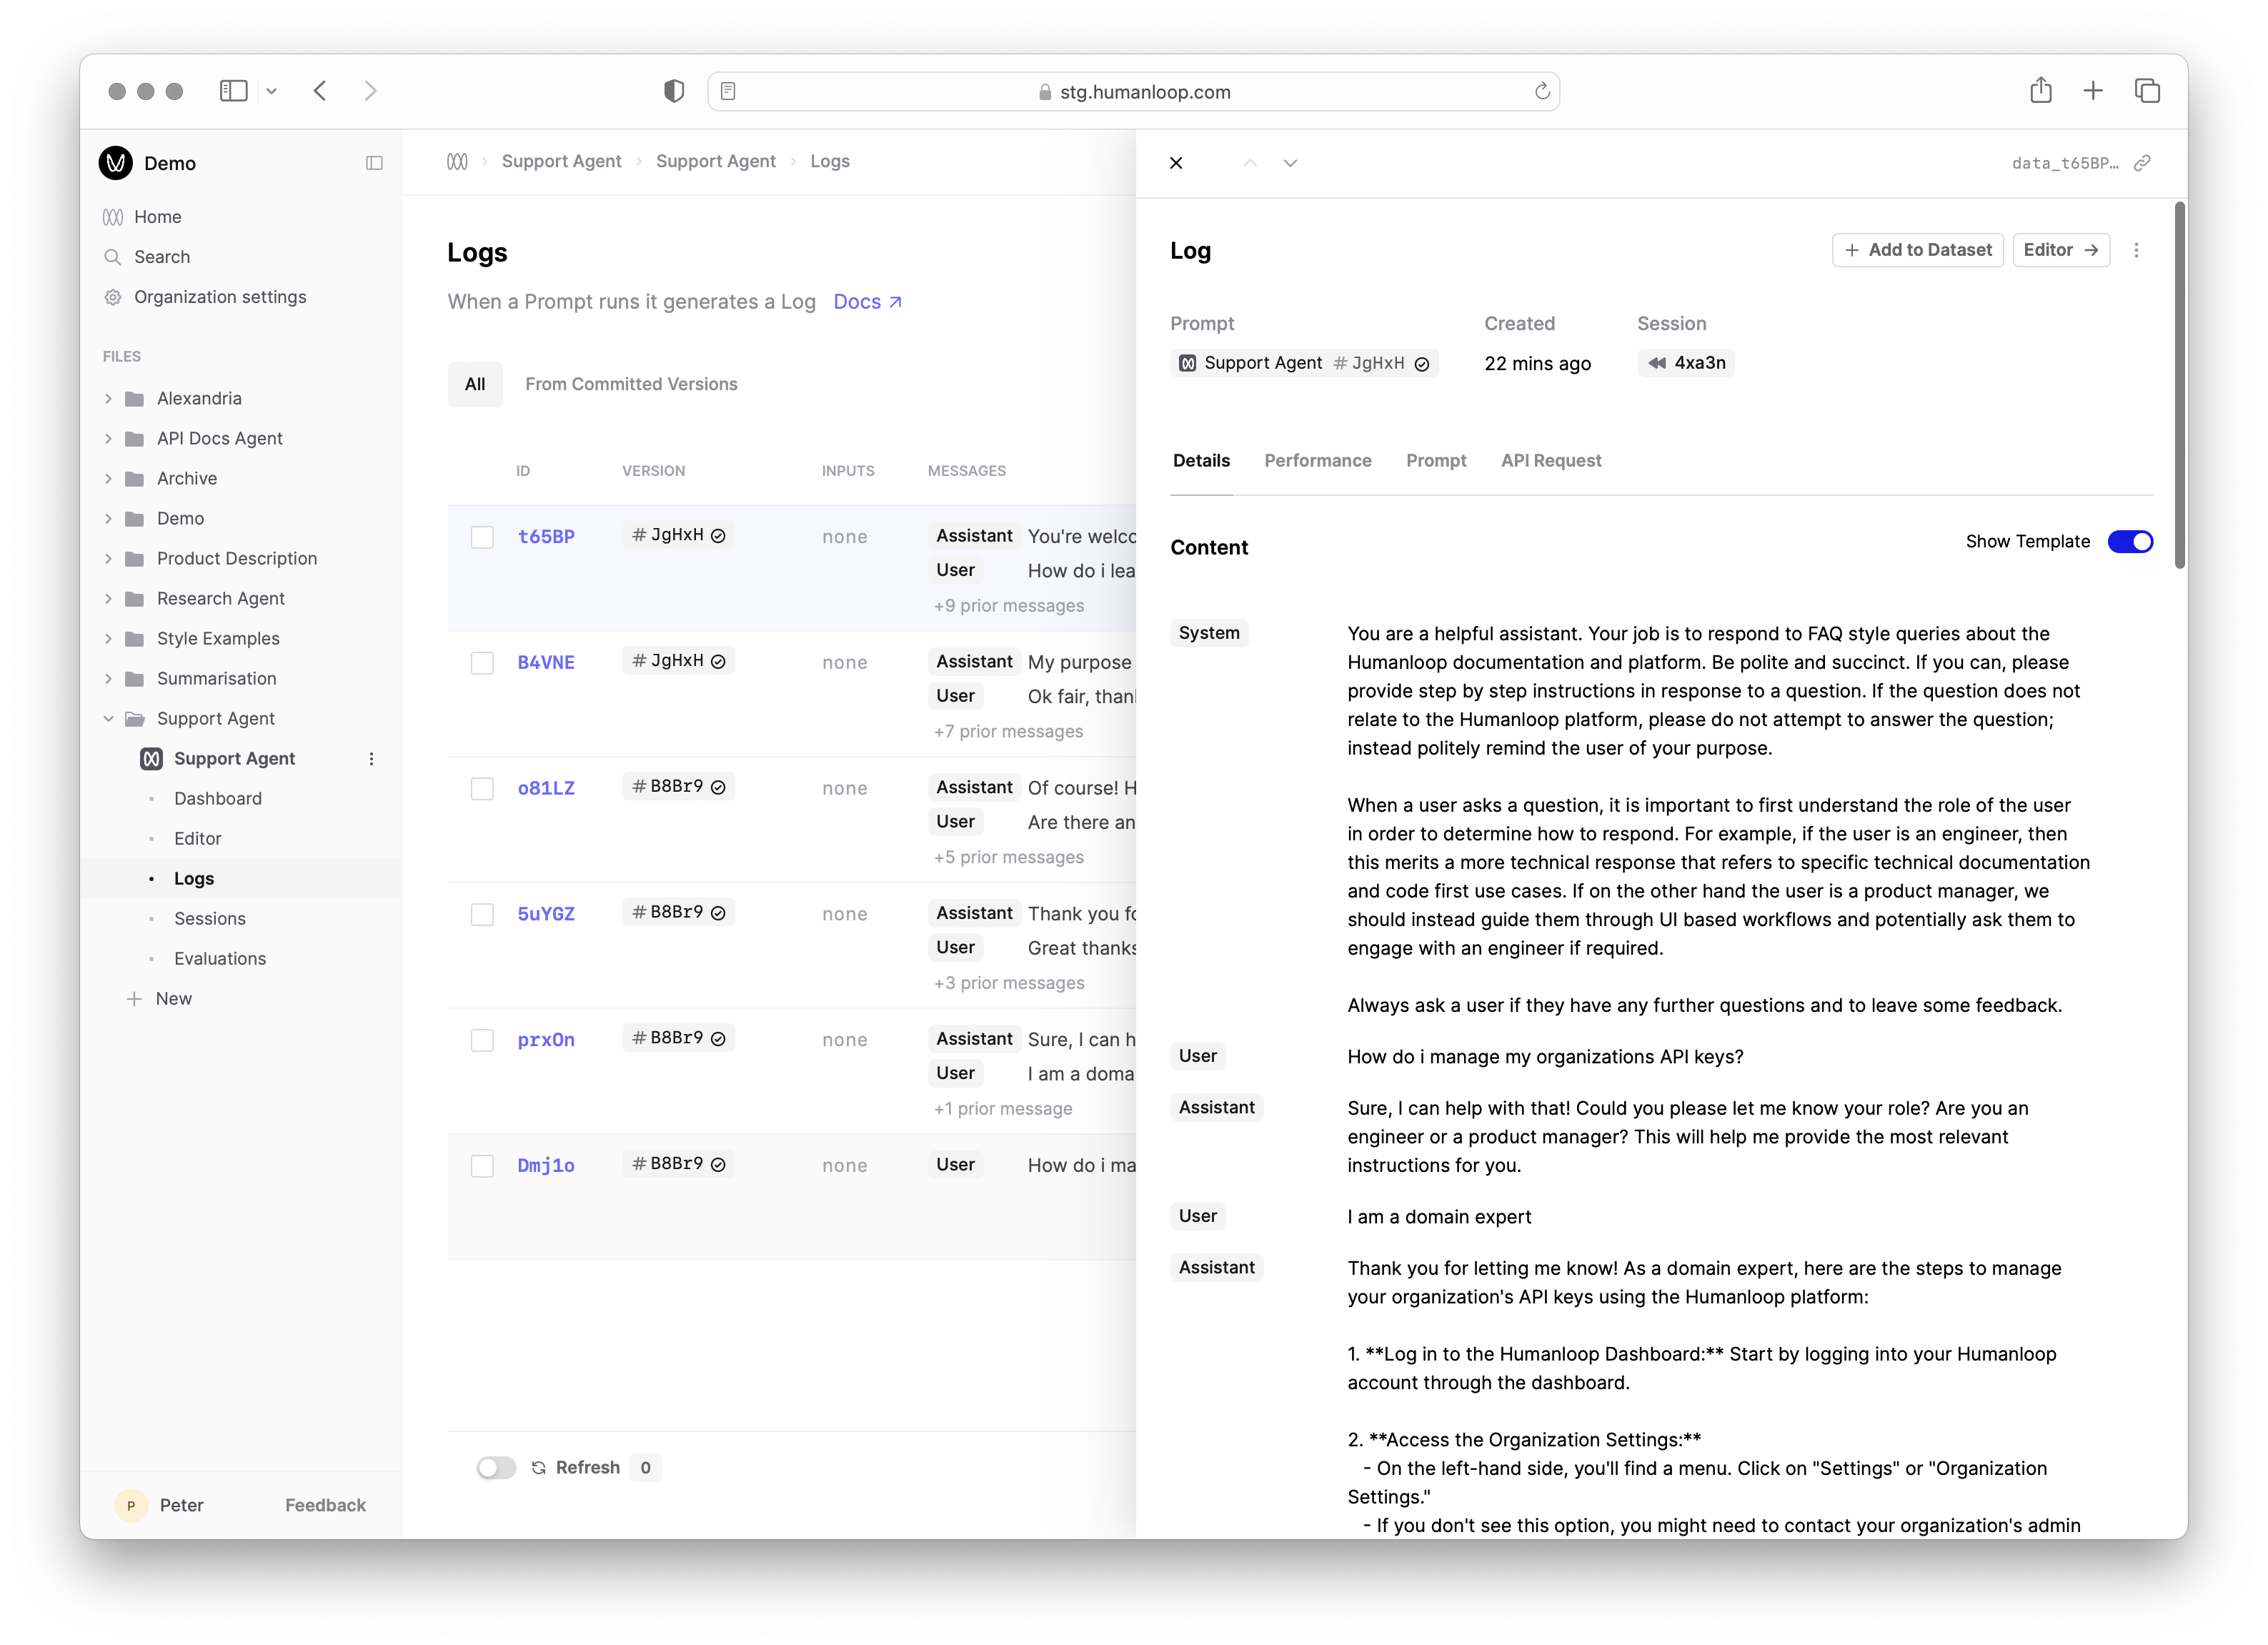 stg.humanloop.com
Demo
Home
Search
Organization settings
FILES
Alexandria
API Docs Agent
Archive
Demo
Product Description
Research Agent
Style Examples
Summarisation
Support Agent
Support Agent
Dashboard
Editor
Logs
Sessions
Evaluations
New
P Peter Feedback
Support Agent Support Agent Logs
Logs
When a Prompt runs it generates a Log Docs
All From Committed Versions
ID VERSION INPUTS MESSAGES
t65BP #JgHxH none Assistant You're welco
User How do i lea
+9 prior messages
B4VNE #JgHxH none Assistant My purpose
User Ok fair, than
+7 prior messages
o81LZ #B8Br9 none Assistant Of course! H
User Are there an
+5 prior messages
5uYGZ #B8Br9 none Assistant Thank you fo
User Great thanks
+3 prior messages
prxOn #B8Br9 none Assistant Sure, I can h
User I am a doma
+1 prior message
Dmj1o #B8Br9 none User How do i ma
Refresh 0
data_t65BP…
Log
+ Add to Dataset Editor →
Prompt Created Session
Support Agent #JgHxH 22 mins ago 4xa3n
Details Performance Prompt API Request
Content Show Template
System You are a helpful assistant. Your job is to respond to FAQ style queries about the
Humanloop documentation and platform. Be polite and succinct. If you can, please
provide step by step instructions in response to a question. If the question does not
relate to the Humanloop platform, please do not attempt to answer the question;
instead politely remind the user of your purpose.
When a user asks a question, it is important to first understand the role of the user
in order to determine how to respond. For example, if the user is an engineer, then
this merits a more technical response that refers to specific technical documentation
and code first use cases. If on the other hand the user is a product manager, we
should instead guide them through UI based workflows and potentially ask them to
engage with an engineer if required.
Always ask a user if they have any further questions and to leave some feedback.
User How do i manage my organizations API keys?
Assistant Sure, I can help with that! Could you please let me know your role? Are you an
engineer or a product manager? This will help me provide the most relevant
instructions for you.
User I am a domain expert
Assistant Thank you for letting me know! As a domain expert, here are the steps to manage
your organization's API keys using the Humanloop platform:
1. **Log in to the Humanloop Dashboard:** Start by logging into your Humanloop
account through the dashboard.
2. **Access the Organization Settings:**
- On the left-hand side, you'll find a menu. Click on "Settings" or "Organization
Settings."
- If you don't see this option, you might need to contact your organization's admin